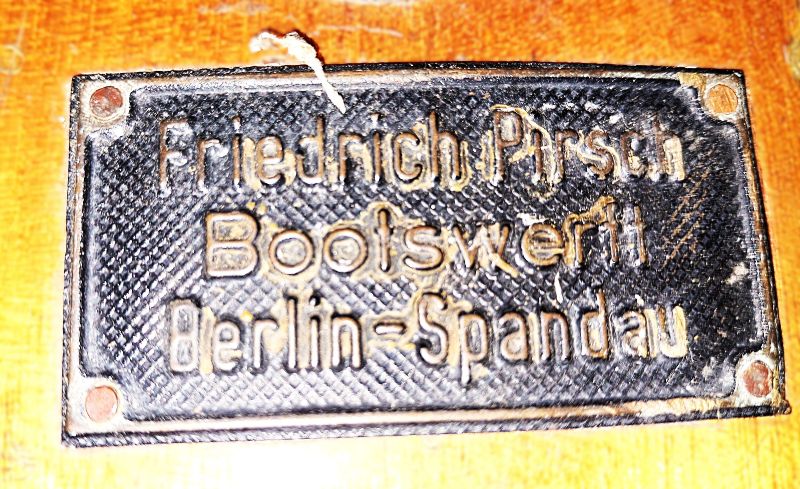 Friedrich Pirsch
Bootswerft
Berlin-Spandau